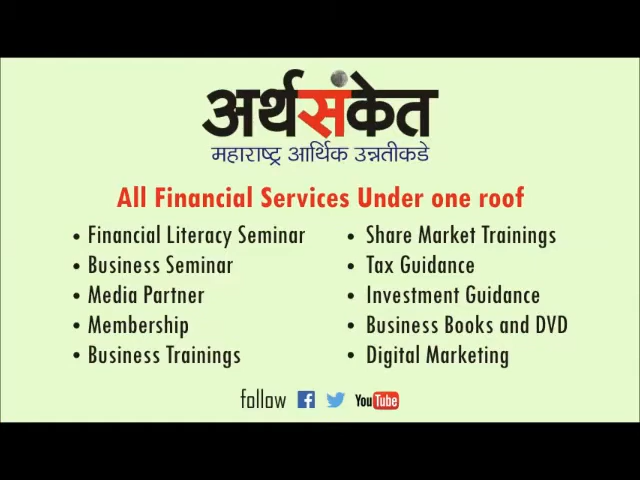 अर्थसंकेत
महाराष्ट्र आर्थिक उन्नतीकडे
All Financial Services Under one roof
• Financial Literacy Seminar
• Business Seminar
• Media Partner
• Membership
• Business Trainings
• Share Market Trainings
• Tax Guidance
• Investment Guidance
• Business Books and DVD
• Digital Marketing
follow f YouTube